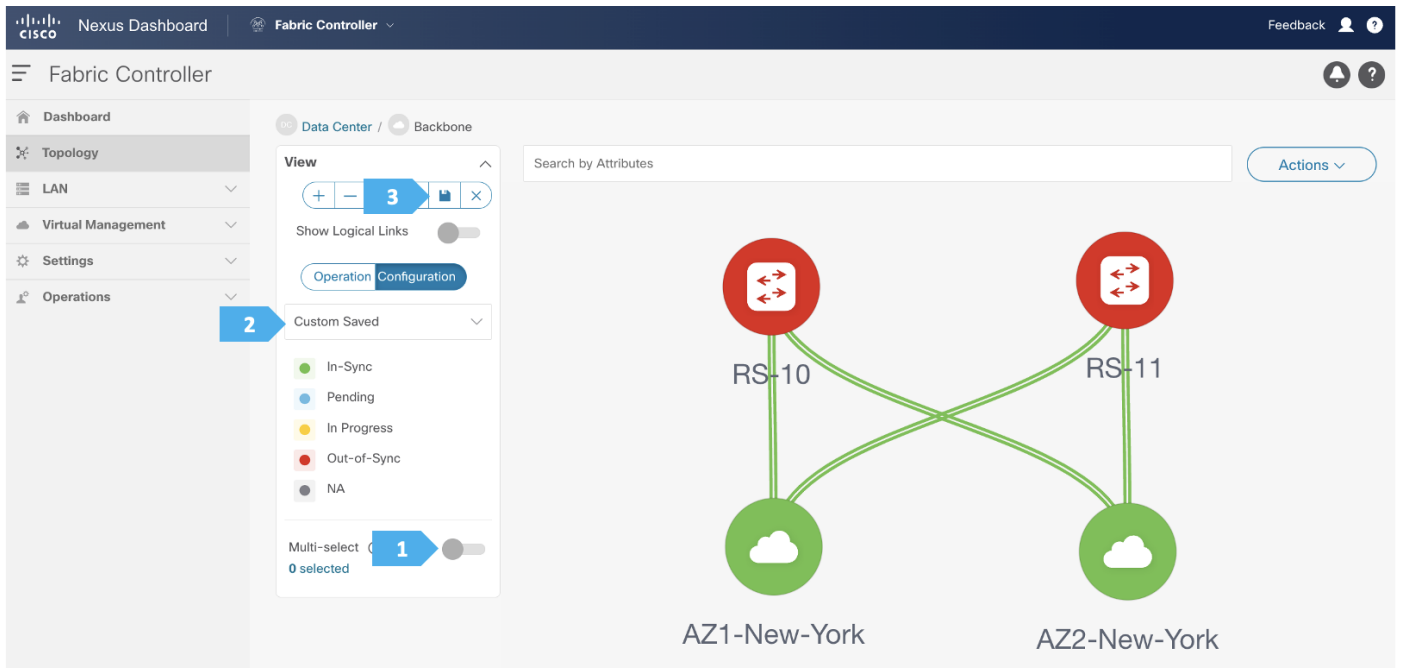 CISCO Nexus Dashboard Fabric Controller Feedback ?
Fabric Controller ?
Dashboard
Topology
LAN
Virtual Management
Settings
Operations
DC Data Center / Backbone
View
Search by Attributes
Actions
+ − 3 ×
Show Logical Links
Operation Configuration
2 Custom Saved
In-Sync
Pending
In Progress
Out-of-Sync
NA
Multi-select 1
0 selected
RS-10
RS-11
AZ1-New-York
AZ2-New-York